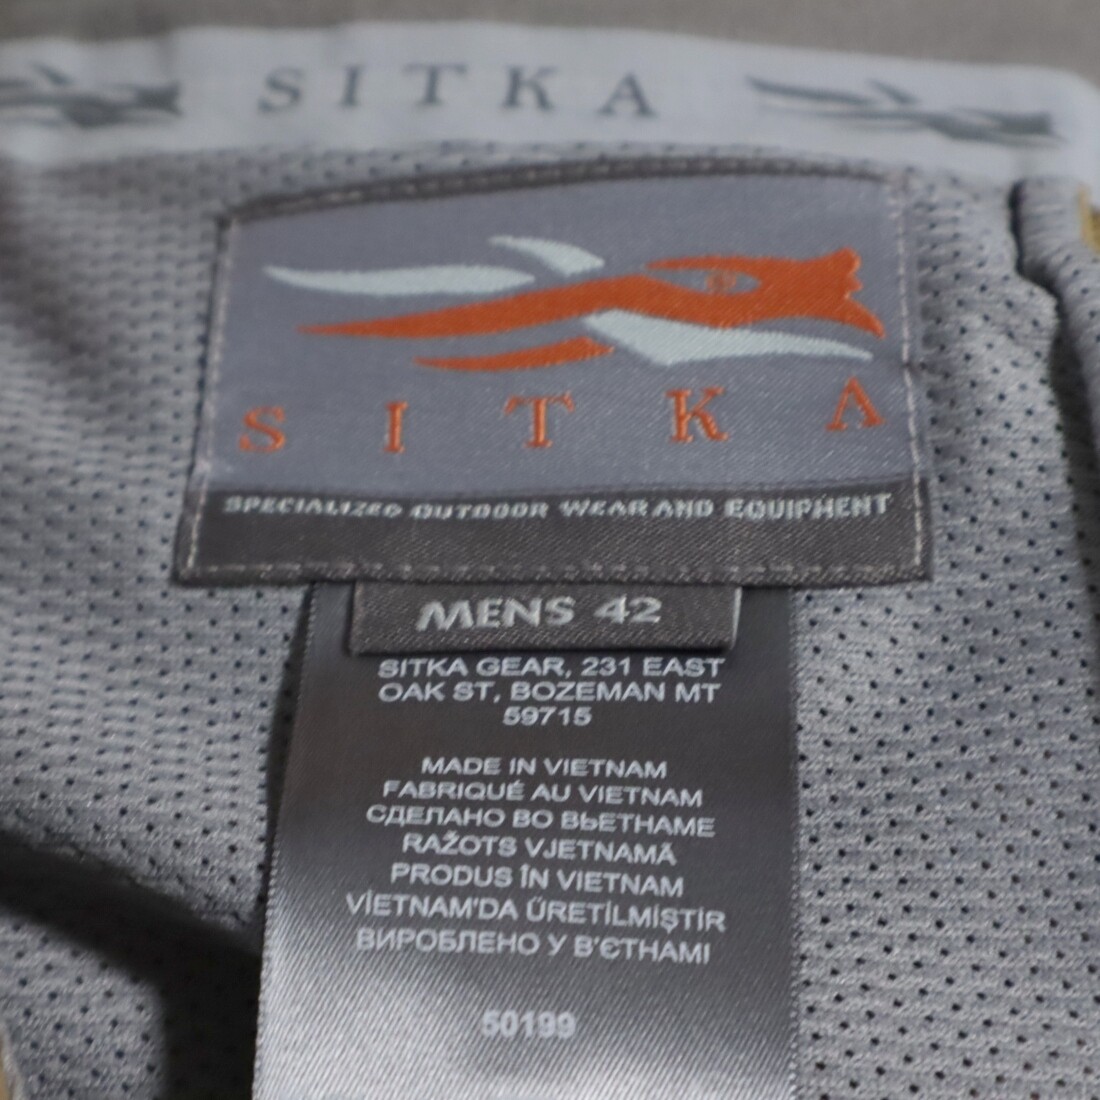 SITKA
SITKA
SPECIALIZED OUTDOOR WEAR AND EQUIPMENT
MENS 42
SITKA GEAR, 231 EAST
OAK ST, BOZEMAN MT
59715
MADE IN VIETNAM
FABRIQUÉ AU VIETNAM
СДЕЛАНО ВО ВЬЕТНАМЕ
RAŽOTS VJETNAMĀ
PRODUS ÎN VIETNAM
VİETNAM'DA ÜRETİLMİŞTİR
ВИРОБЛЕНО У В'ЄТНАМІ
50199